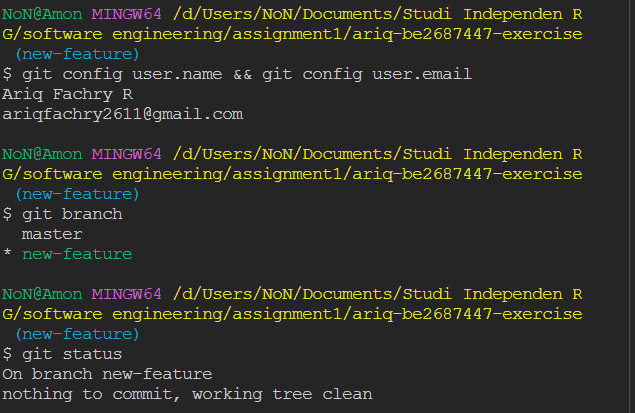 NoN@Amon MINGW64 /d/Users/NoN/Documents/Studi Independen R
G/software engineering/assignment1/ariq-be2687447-exercise
(new-feature)
$ git config user.name && git config user.email
Ariq Fachry R
ariqfachry2611@gmail.com
NoN@Amon MINGW64 /d/Users/NoN/Documents/Studi Independen R
G/software engineering/assignment1/ariq-be2687447-exercise
(new-feature)
$ git branch
master
* new-feature
NoN@Amon MINGW64 /d/Users/NoN/Documents/Studi Independen R
G/software engineering/assignment1/ariq-be2687447-exercise
(new-feature)
$ git status
On branch new-feature
nothing to commit, working tree clean